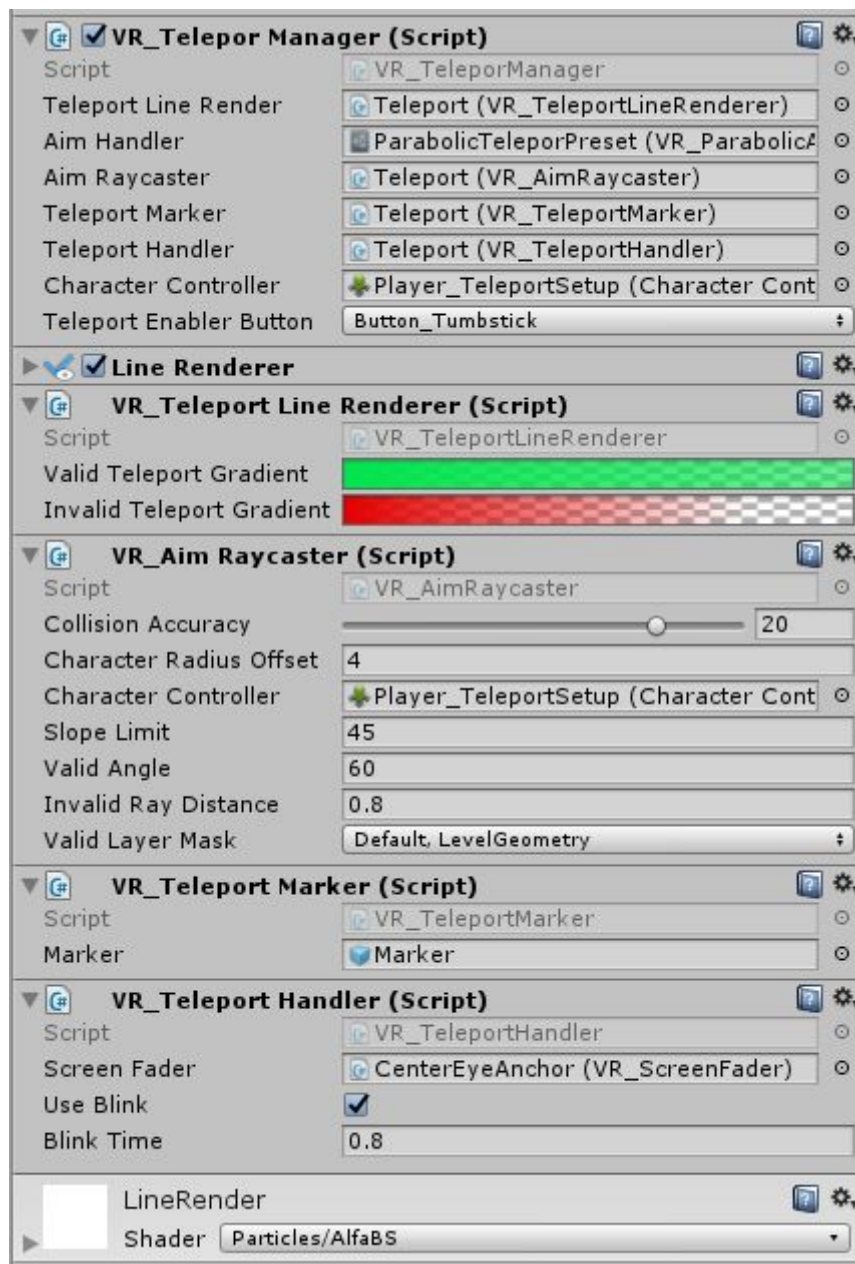 VR_Telepor Manager (Script)
Script VR_TeleporManager
Teleport Line Render Teleport (VR_TeleportLineRenderer)
Aim Handler ParabolicTeleporPreset (VR_ParabolicA
Aim Raycaster Teleport (VR_AimRaycaster)
Teleport Marker Teleport (VR_TeleportMarker)
Teleport Handler Teleport (VR_TeleportHandler)
Character Controller Player_TeleportSetup (Character Cont
Teleport Enabler Button Button_Tumbstick
Line Renderer
VR_Teleport Line Renderer (Script)
Script VR_TeleportLineRenderer
Valid Teleport Gradient
Invalid Teleport Gradient
VR_Aim Raycaster (Script)
Script VR_AimRaycaster
Collision Accuracy 20
Character Radius Offset 4
Character Controller Player_TeleportSetup (Character Cont
Slope Limit 45
Valid Angle 60
Invalid Ray Distance 0.8
Valid Layer Mask Default, LevelGeometry
VR_Teleport Marker (Script)
Script VR_TeleportMarker
Marker Marker
VR_Teleport Handler (Script)
Script VR_TeleportHandler
Screen Fader CenterEyeAnchor (VR_ScreenFader)
Use Blink
Blink Time 0.8
LineRender
Shader Particles/AlfaBS